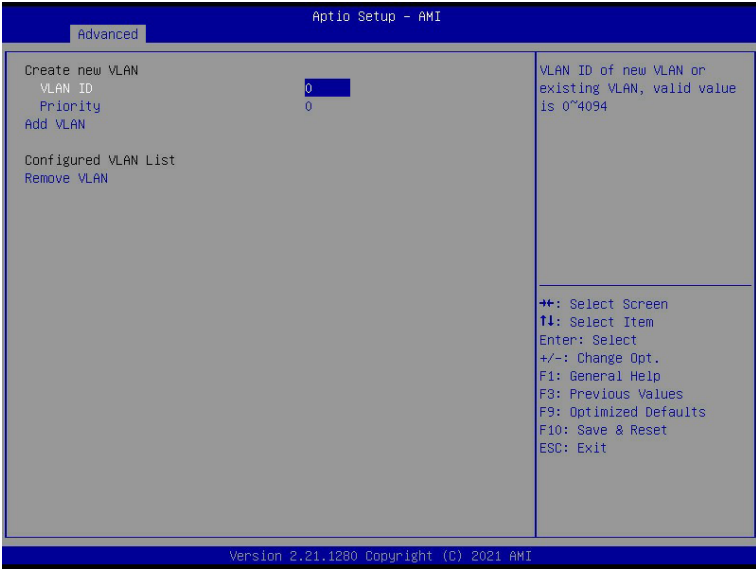 Aptio Setup – AMI
Advanced
Create new VLAN
VLAN ID 0
Priority 0
Add VLAN
Configured VLAN List
Remove VLAN
VLAN ID of new VLAN or
existing VLAN, valid value
is 0~4094
→←: Select Screen
↑↓: Select Item
Enter: Select
+/-: Change Opt.
F1: General Help
F3: Previous Values
F9: Optimized Defaults
F10: Save & Reset
ESC: Exit
Version 2.21.1280 Copyright (C) 2021 AMI